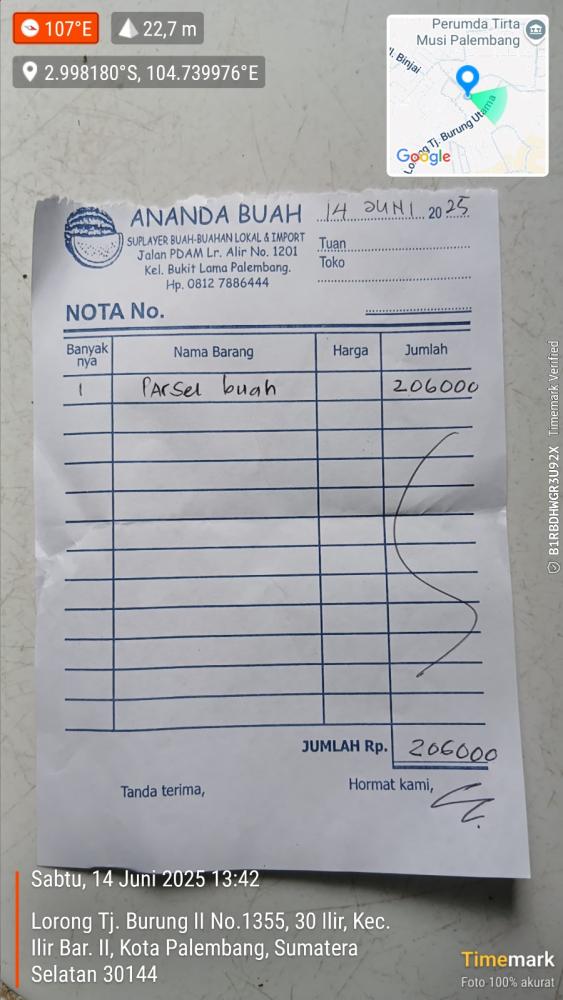 107°E
22,7 m
2.998180°S, 104.739976°E
Perumda Tirta
Musi Palembang
Jl. Binjai
Lorong Tj. Burung Utama
Google
ANANDA BUAH
SUPLAYER BUAH-BUAHAN LOKAL & IMPORT
Jalan PDAM Lr. Alir No. 1201
Kel. Bukit Lama Palembang.
Hp. 0812 7886444
14 JUNI 2025
Tuan
Toko
NOTA No.
Banyak nya Nama Barang Harga Jumlah
1 PArSel buah 206000
JUMLAH Rp. 206000
Tanda terima, Hormat kami,
Sabtu, 14 Juni 2025 13:42
Lorong Tj. Burung II No.1355, 30 Ilir, Kec.
Ilir Bar. II, Kota Palembang, Sumatera
Selatan 30144
Timemark
Foto 100% akurat
B1RBDHWGR3U92X Timemark Verified